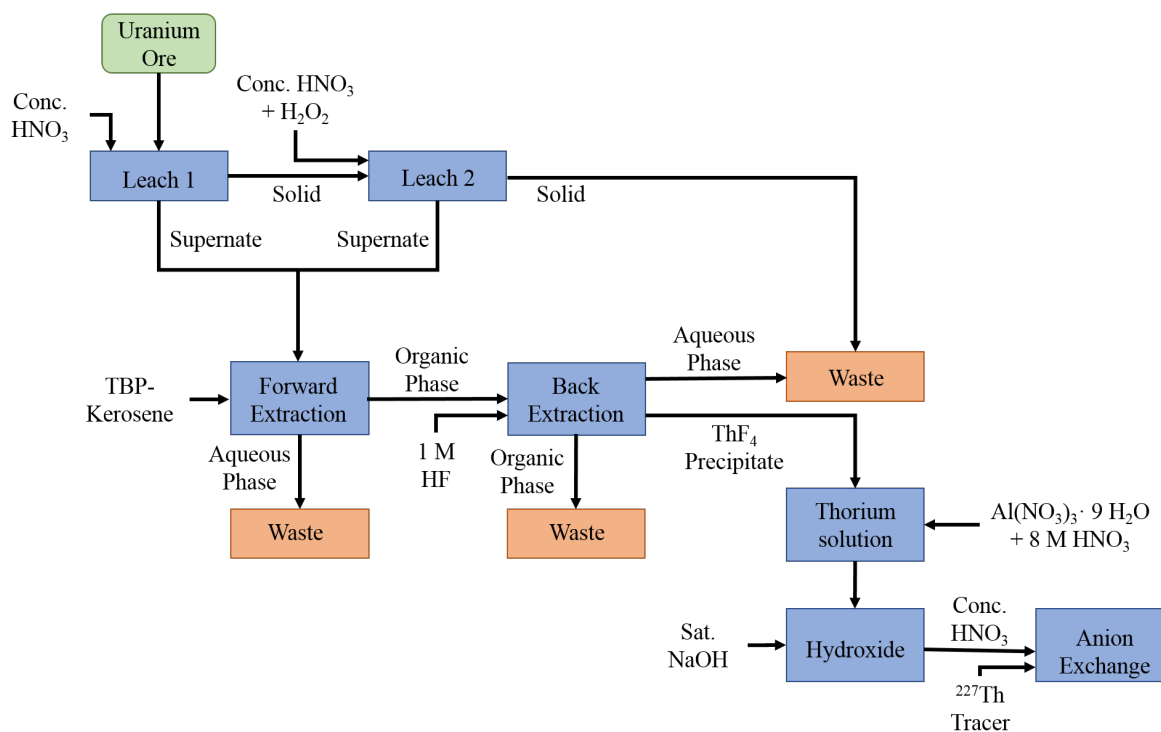 Uranium
Ore
Conc.
HNO₃
Conc. HNO₃
+ H₂O₂
Leach 1
Solid
Leach 2
Solid
Supernate
Supernate
TBP-
Kerosene
Forward
Extraction
Organic
Phase
1 M
HF
Back
Extraction
Aqueous
Phase
Waste
Aqueous
Phase
Waste
Organic
Phase
Waste
ThF₄
Precipitate
Thorium
solution
Al(NO₃)₃· 9 H₂O
+ 8 M HNO₃
Sat.
NaOH
Hydroxide
Conc.
HNO₃
²²⁷Th
Tracer
Anion
Exchange